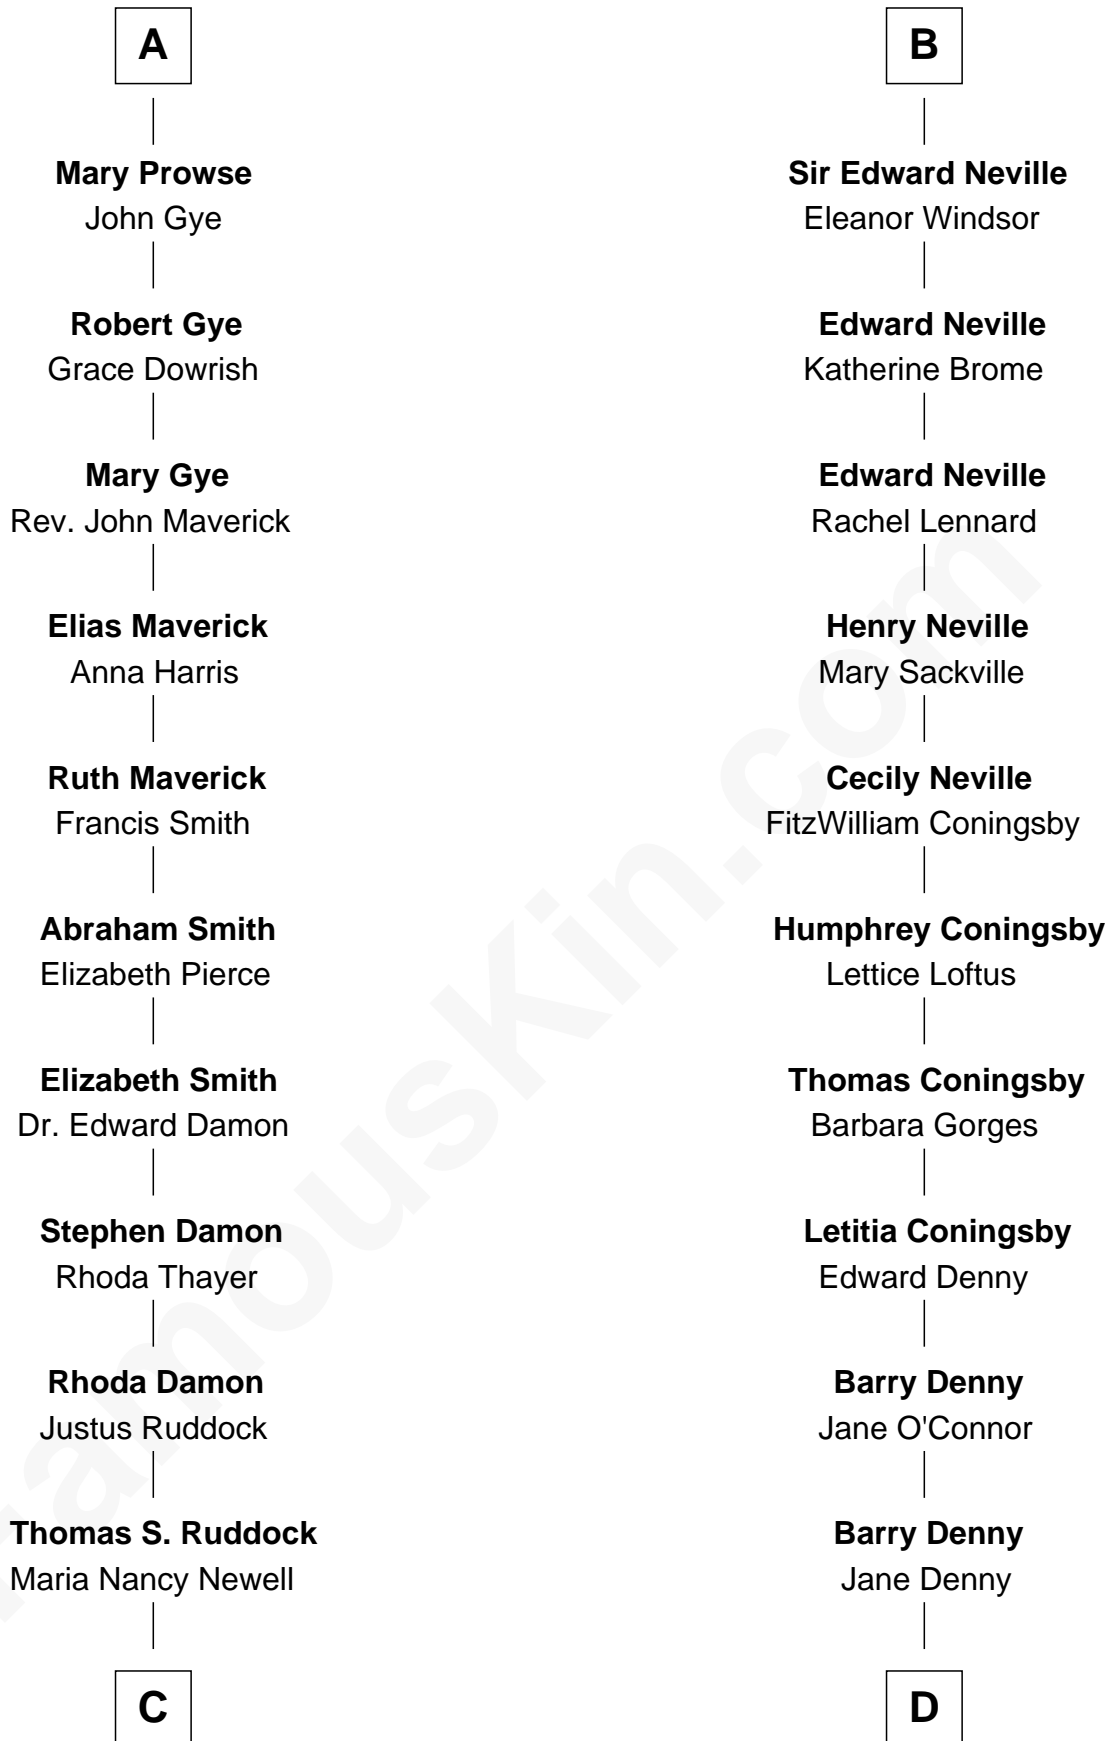 A
Mary Prowse
John Gye
Robert Gye
Grace Dowrish
Mary Gye
Rev. John Maverick
Elias Maverick
Anna Harris
Ruth Maverick
Francis Smith
Abraham Smith
Elizabeth Pierce
Elizabeth Smith
Dr. Edward Damon
Stephen Damon
Rhoda Thayer
Rhoda Damon
Justus Ruddock
Thomas S. Ruddock
Maria Nancy Newell
C
B
Sir Edward Neville
Eleanor Windsor
Edward Neville
Katherine Brome
Edward Neville
Rachel Lennard
Henry Neville
Mary Sackville
Cecily Neville
FitzWilliam Coningsby
Humphrey Coningsby
Lettice Loftus
Thomas Coningsby
Barbara Gorges
Letitia Coningsby
Edward Denny
Barry Denny
Jane O'Connor
Barry Denny
Jane Denny
D
FamousKin.com